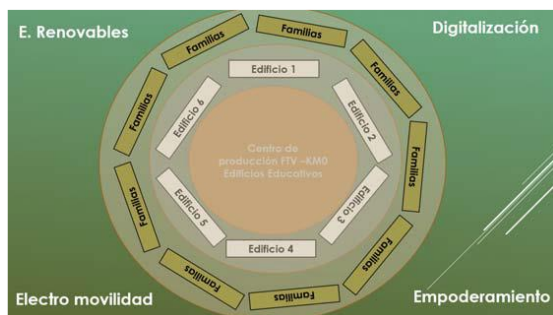 E. Renovables
Digitalización
Familias
Familias
Familias
Familias
Familias
Familias
Familias
Familias
Familias
Familias
Edificio 1
Edificio 2
Edificio 3
Edificio 4
Edificio 5
Edificio 6
Centro de
producción FTV –KM0
Edificios Educativos
Electro movilidad
Empoderamiento